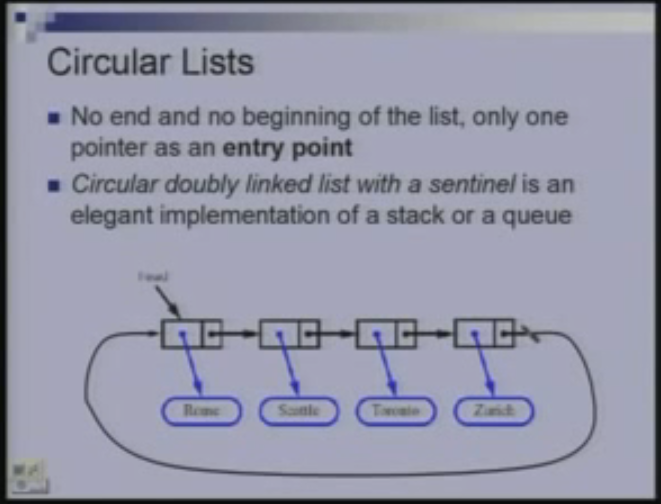 Circular Lists
No end and no beginning of the list, only one
pointer as an entry point
Circular doubly linked list with a sentinel is an
elegant implementation of a stack or a queue
head
Rome Seattle Toronto Zurich